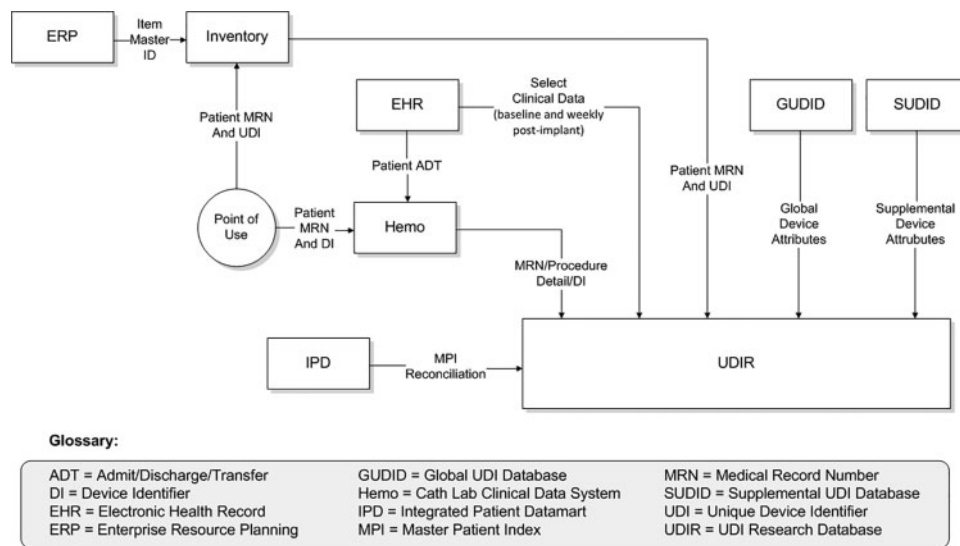 ERP
Item
Master
ID
Inventory
Patient MRN
And UDI
EHR
Select
Clinical Data
(baseline and weekly
post-implant)
GUDID
SUDID
Patient ADT
Patient MRN
And UDI
Point of
Use
Patient
MRN
And DI
Hemo
Global
Device
Attributes
Supplemental
Device
Attrubutes
MRN/Procedure
Detail/DI
IPD
MPI
Reconciliation
UDIR
Glossary:
ADT = Admit/Discharge/Transfer
DI = Device Identifier
EHR = Electronic Health Record
ERP = Enterprise Resource Planning
GUDID = Global UDI Database
Hemo = Cath Lab Clinical Data System
IPD = Integrated Patient Datamart
MPI = Master Patient Index
MRN = Medical Record Number
SUDID = Supplemental UDI Database
UDI = Unique Device Identifier
UDIR = UDI Research Database